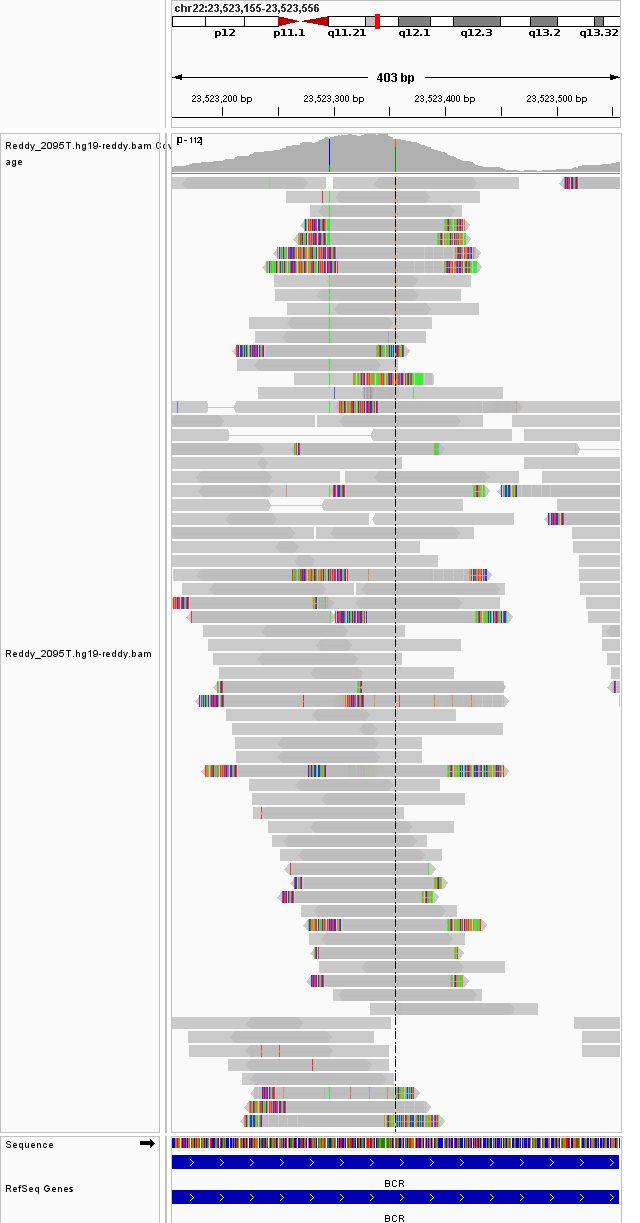 chr22:23,523,155-23,523,556
p12 p11.1 q11.21 q12.1 q12.3 q13.2 q13.32
403 bp
23,523,200 bp 23,523,300 bp 23,523,400 bp 23,523,500 bp
Reddy_2095T.hg19-reddy.bam Cov
age
[0 - 112]
Reddy_2095T.hg19-reddy.bam
Sequence
RefSeq Genes
BCR
BCR